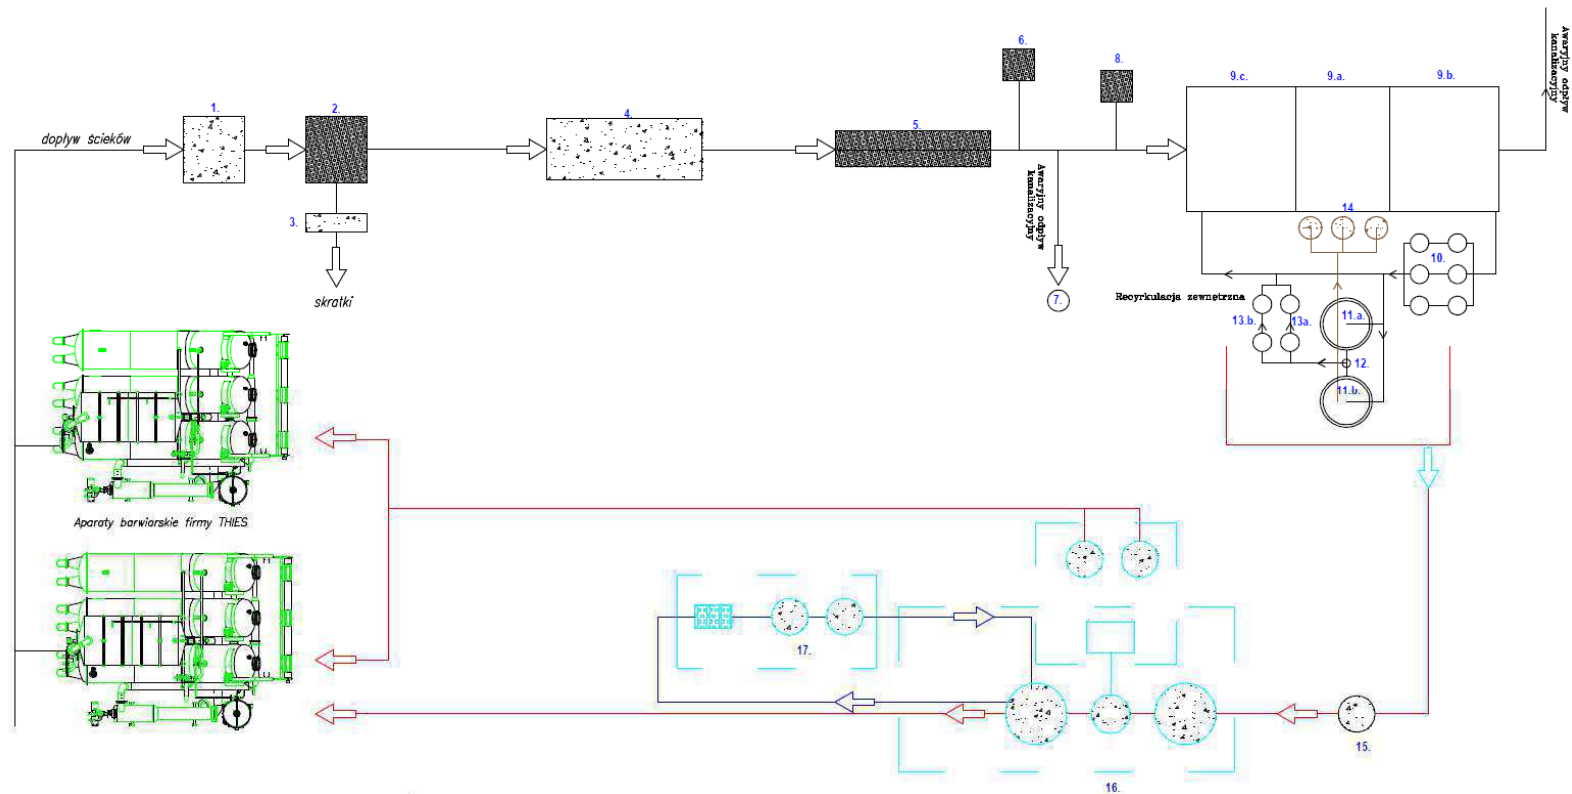 6.
8.
9.c.
9.a.
9.b.
Awaryjny odpływ
kanalizacyjny
1.
2.
4.
5.
dopływ ścieków
3.
Awaryjny odpływ
kanalizacyjny
14
10.
skratki
7.
Recyrkulacja zewnętrzna
13.b.
13a.
11.a.
12.
11.b.
Aparaty barwiarskie firmy THIES
17.
15.
16.